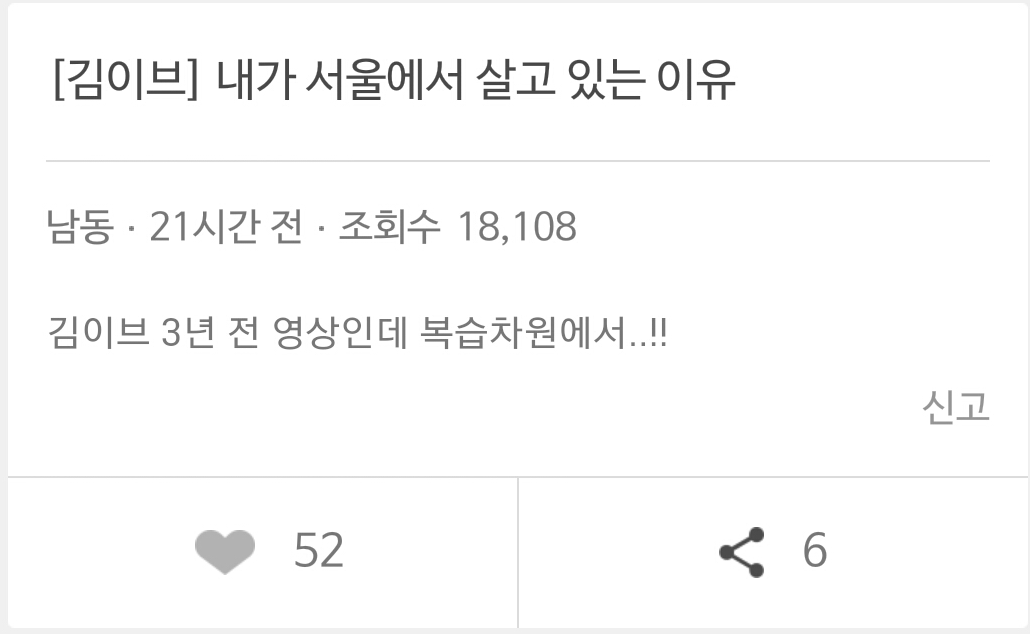 [김이브] 내가 서울에서 살고 있는 이유
남동 · 21시간 전 · 조회수 18,108
김이브 3년 전 영상인데 복습차원에서..!!
신고
52
6